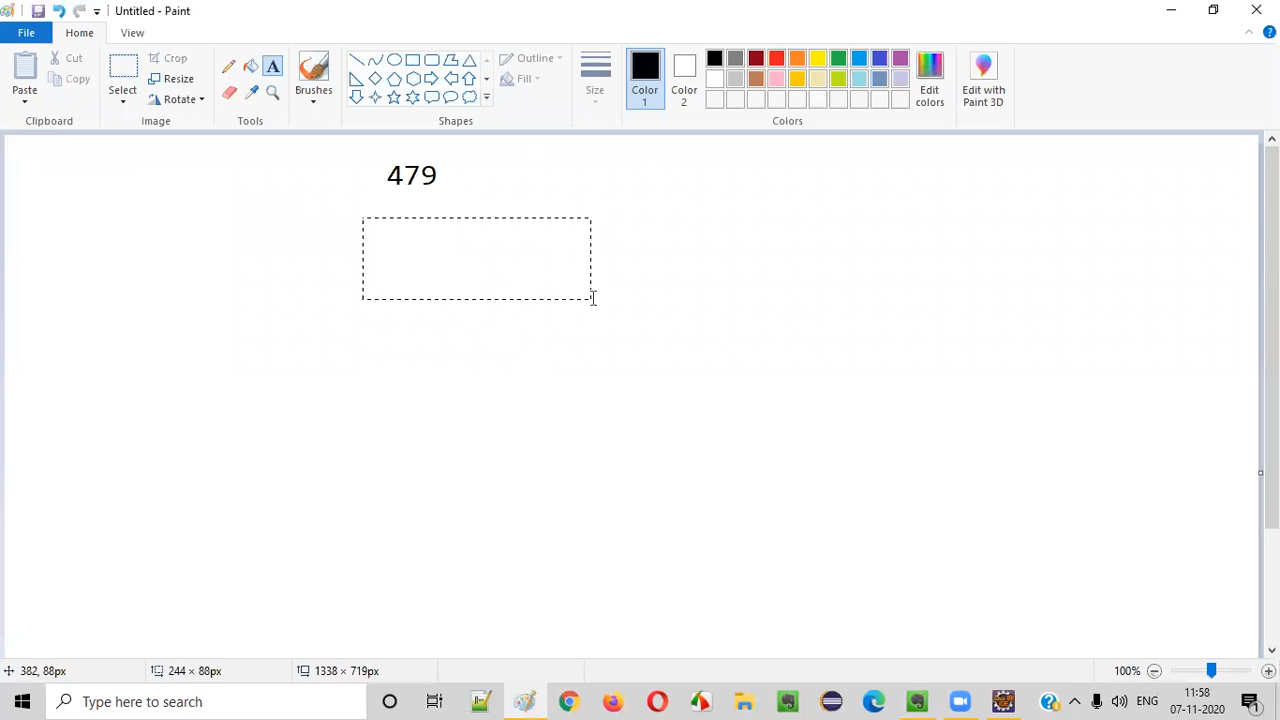 Untitled - Paint
File
Home
View
Paste
Cut
Copy
Clipboard
Select
Crop
Resize
Rotate
Image
A
Tools
Brushes
Shapes
Outline
Fill
Size
Color 1
Color 2
Edit colors
Colors
Edit with Paint 3D
479
382, 88px
244 × 88px
1338 × 719px
100%
Type here to search
ENG
11:58
07-11-2020
1